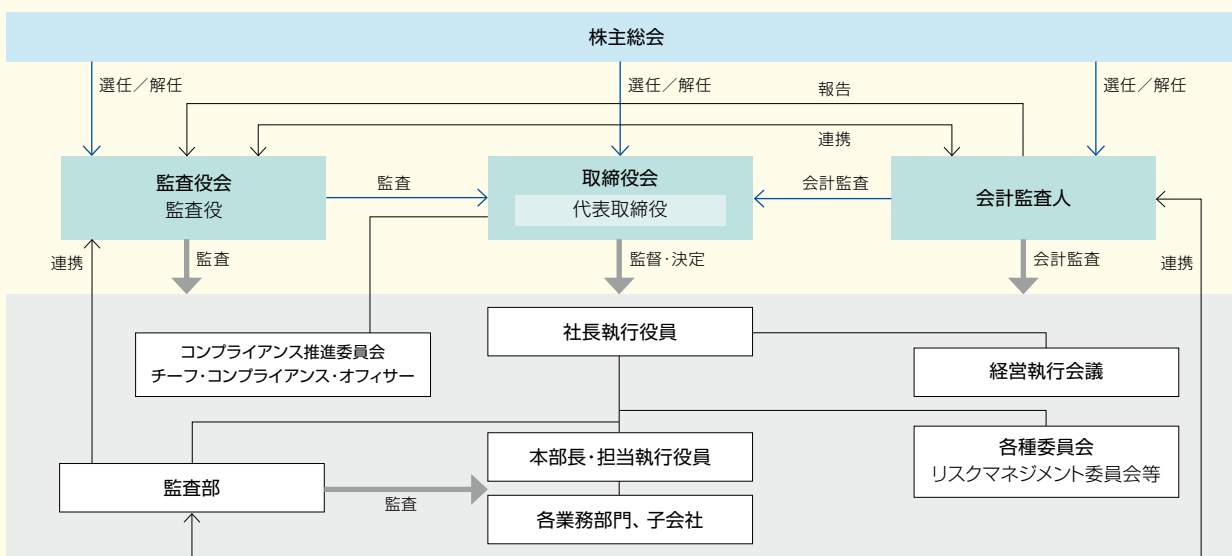 株主総会
選任／解任
選任／解任
報告
選任／解任
連携
監査役会
監査役
監査
取締役会
代表取締役
会計監査
会計監査人
連携
監査
監督・決定
会計監査
連携
社長執行役員
コンプライアンス推進委員会
チーフ・コンプライアンス・オフィサー
経営執行会議
本部長・担当執行役員
各種委員会
リスクマネジメント委員会等
監査部
監査
各業務部門、子会社